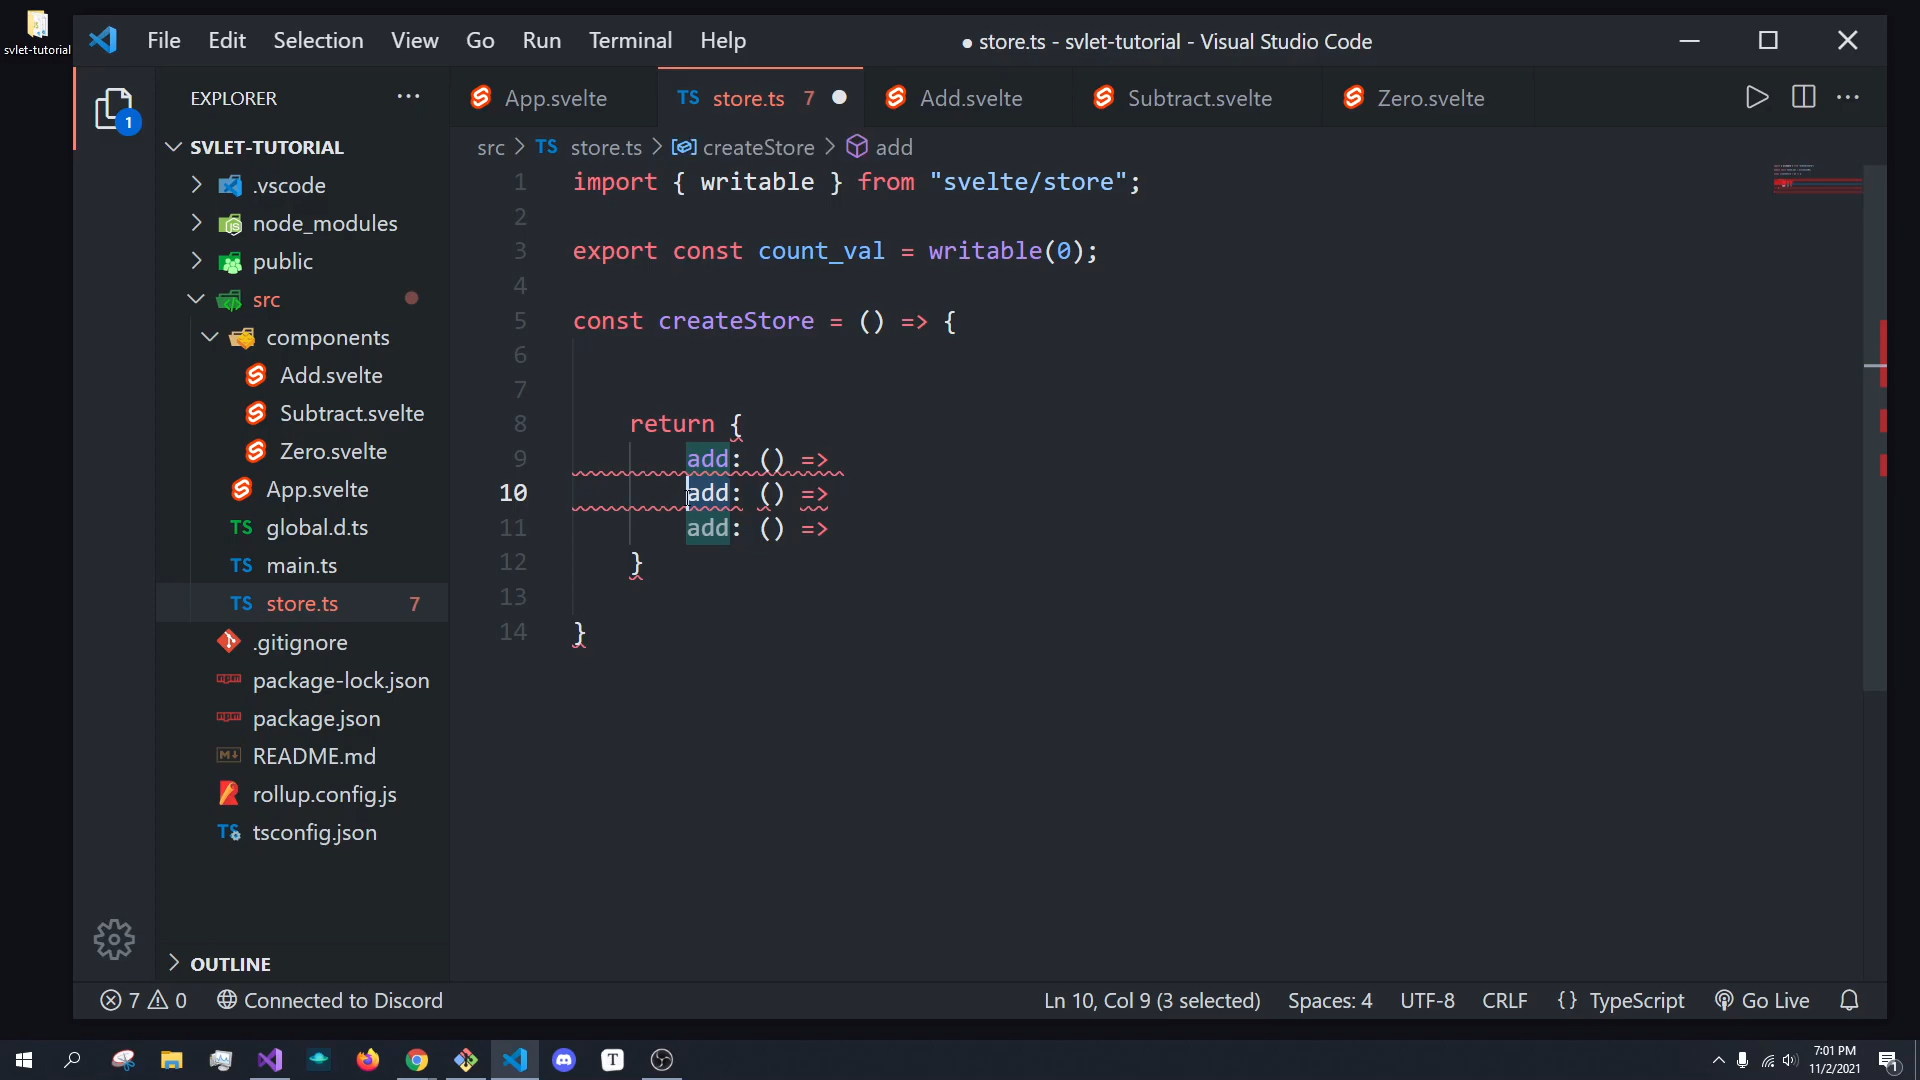 svlet-tutorial
File Edit Selection View Go Run Terminal Help
● store.ts - svlet-tutorial - Visual Studio Code
EXPLORER
App.svelte
TS store.ts 7
Add.svelte
Subtract.svelte
Zero.svelte
1
SVLET-TUTORIAL
.vscode
node_modules
public
src
components
Add.svelte
Subtract.svelte
Zero.svelte
App.svelte
TS global.d.ts
TS main.ts
TS store.ts 7
.gitignore
package-lock.json
package.json
README.md
rollup.config.js
TS tsconfig.json
OUTLINE
src > TS store.ts > createStore > add
1 import { writable } from "svelte/store";
2
3 export const count_val = writable(0);
4
5 const createStore = () => {
6
7
8 return {
9 add: () =>
10 add: () =>
11 add: () =>
12 }
13
14 }
7 0 Connected to Discord
Ln 10, Col 9 (3 selected) Spaces: 4 UTF-8 CRLF {} TypeScript Go Live
T
7:01 PM
11/2/2021
1